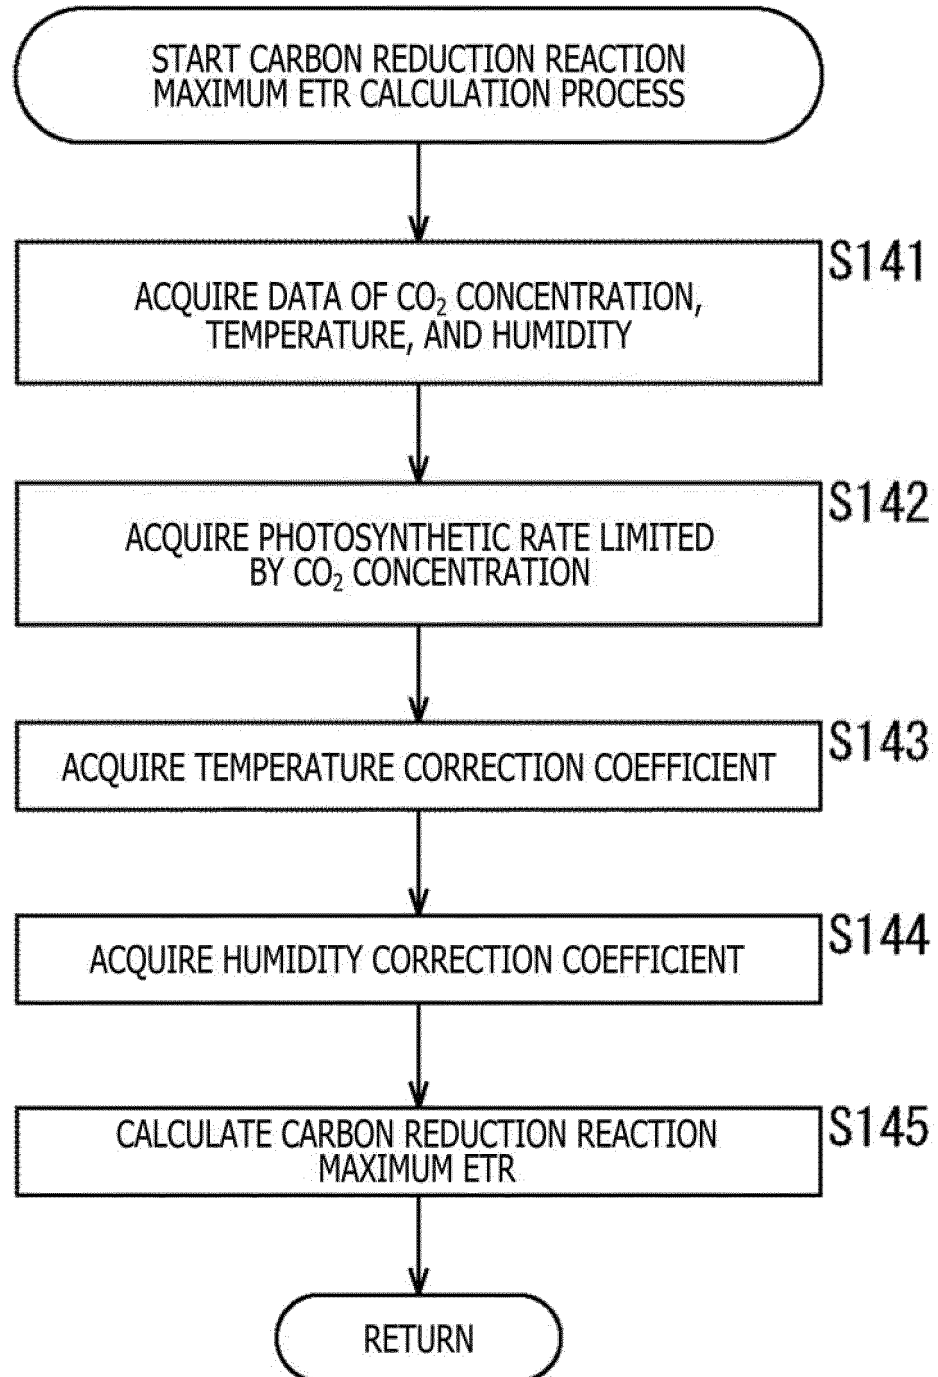 START CARBON REDUCTION REACTION
MAXIMUM ETR CALCULATION PROCESS
S141
ACQUIRE DATA OF CO₂ CONCENTRATION,
TEMPERATURE, AND HUMIDITY
S142
ACQUIRE PHOTOSYNTHETIC RATE LIMITED
BY CO₂ CONCENTRATION
S143
ACQUIRE TEMPERATURE CORRECTION COEFFICIENT
S144
ACQUIRE HUMIDITY CORRECTION COEFFICIENT
S145
CALCULATE CARBON REDUCTION REACTION
MAXIMUM ETR
RETURN